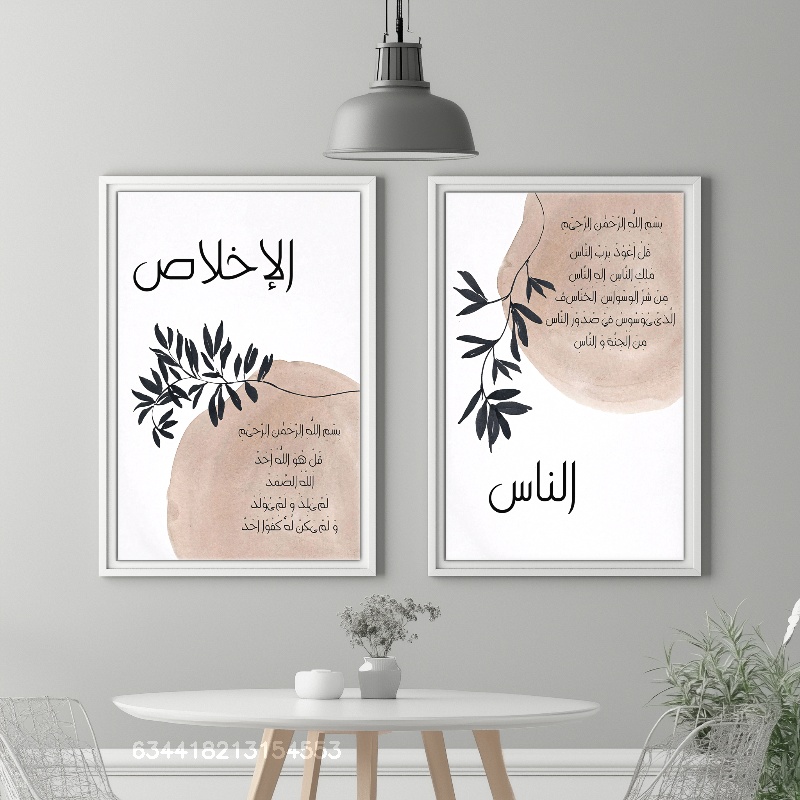 الإخلاص
بسم الله الرحمن الرحيم
قل هو الله أحد
الله الصمد
لم يلد و لم يولد
و لم يكن له كفوا احد
بسم الله الرحمن الرحيم
قل أعوذ برب الناس
ملك الناس اله الناس
من شر الوسواس الخناس
الذي يوسوس في صدور الناس
من الجنة و الناس
الناس
634418213154553